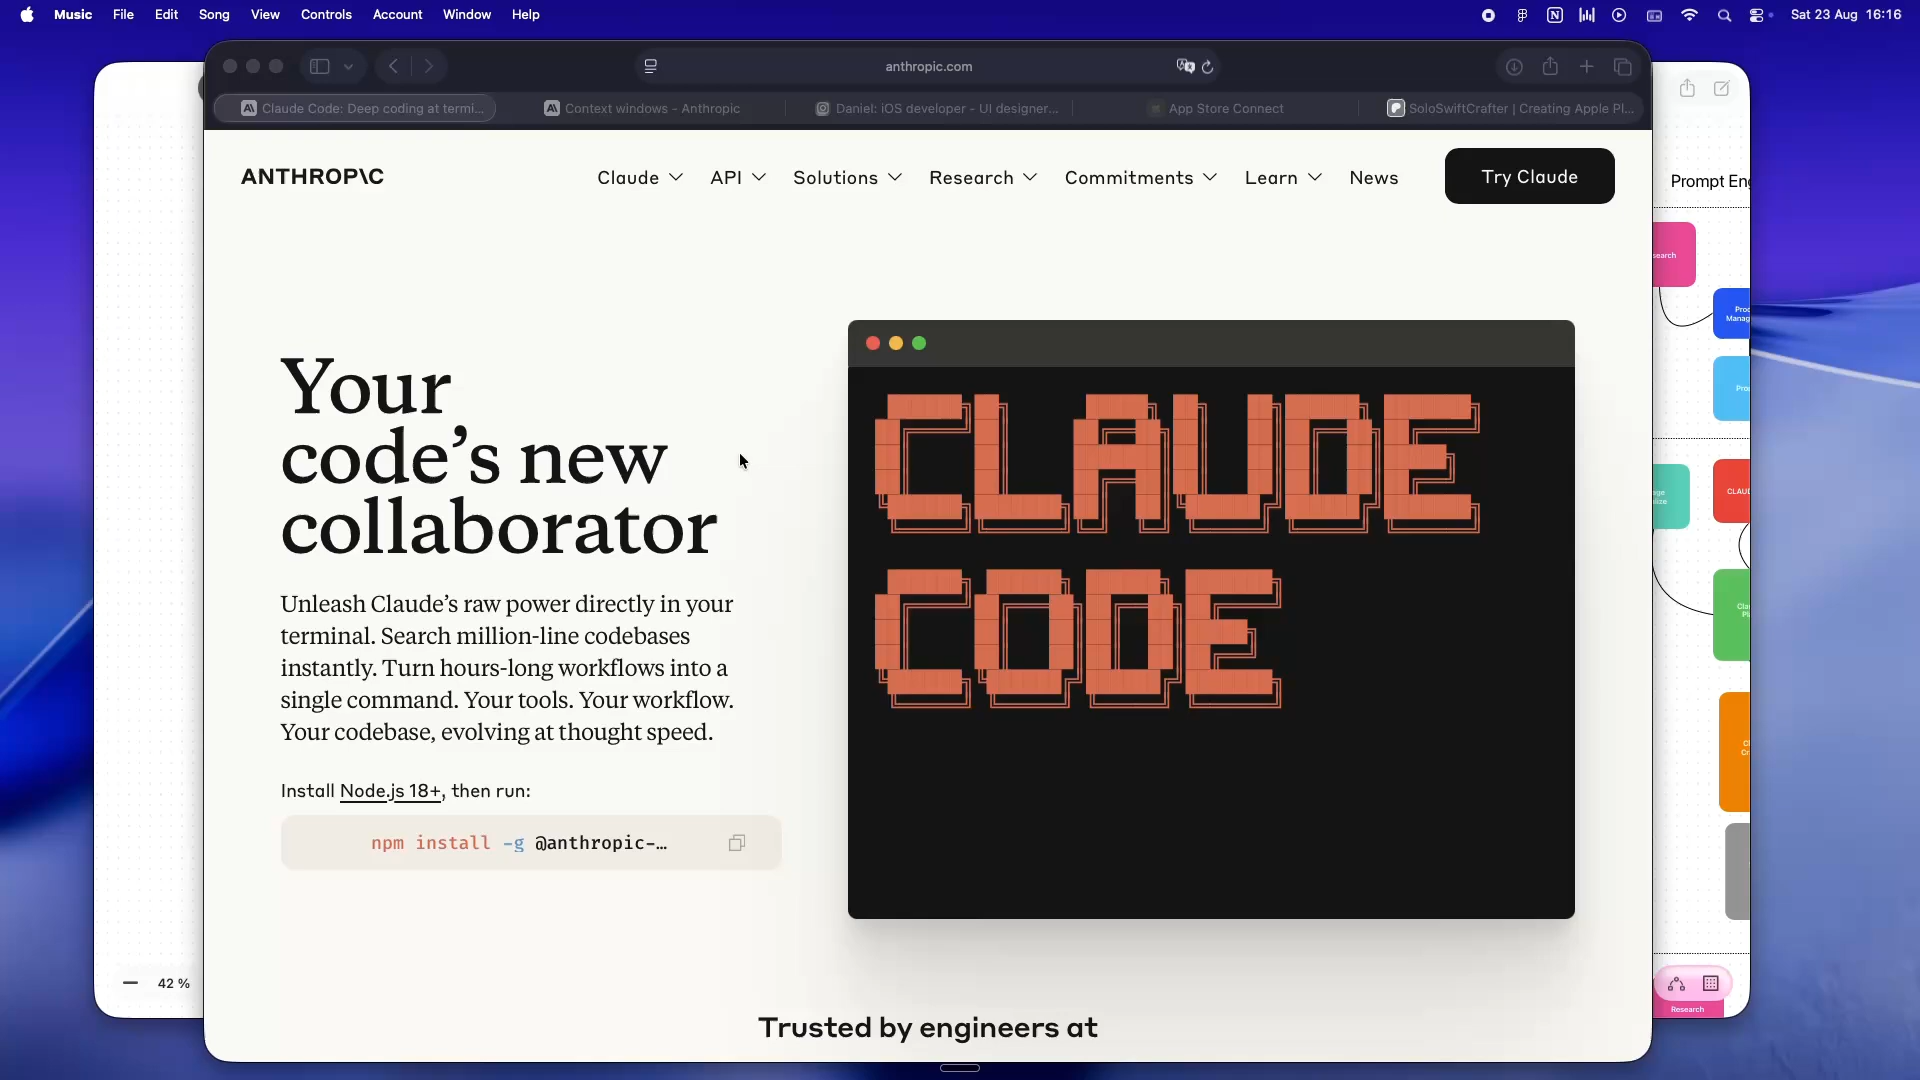 Music File Edit Song View Controls Account Window Help
Sat 23 Aug 16:16
anthropic.com
Claude Code: Deep coding at termi...
Context windows - Anthropic
Daniel: iOS developer - UI designer...
App Store Connect
SoloSwiftCrafter | Creating Apple Pl...
ANTHROP\C
Claude
API
Solutions
Research
Commitments
Learn
News
Try Claude
Prompt Eng
search
Your
code’s new
collaborator
CLAUDE
CODE
Unleash Claude’s raw power directly in your
terminal. Search million-line codebases
instantly. Turn hours-long workflows into a
single command. Your tools. Your workflow.
Your codebase, evolving at thought speed.
Install Node.js 18+, then run:
npm install -g @anthropic-…
42 %
Research
Trusted by engineers at